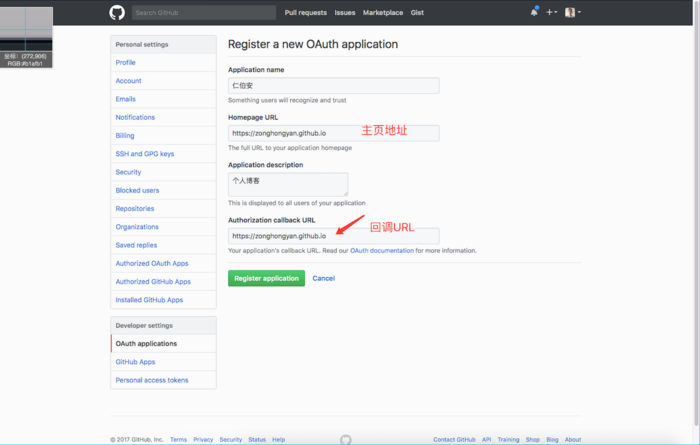 Search GitHub
Pull requests Issues Marketplace Gist
坐标: (272,906)
RGB:#b1afb1
Personal settings
Profile
Account
Emails
Notifications
Billing
SSH and GPG keys
Security
Blocked users
Repositories
Organizations
Saved replies
Authorized OAuth Apps
Authorized GitHub Apps
Installed GitHub Apps
Developer settings
OAuth applications
GitHub Apps
Personal access tokens
Register a new OAuth application
Application name
仁伯安
Something users will recognize and trust
Homepage URL
https://zonghongyan.github.io 主页地址
The full URL to your application homepage
Application description
个人博客
This is displayed to all users of your application
Authorization callback URL
https://zonghongyan.github.io 回调URL
Your application's callback URL. Read our OAuth documentation for more information.
Register application Cancel
© 2017 GitHub, Inc. Terms Privacy Security Status Help
Contact GitHub API Training Shop Blog About